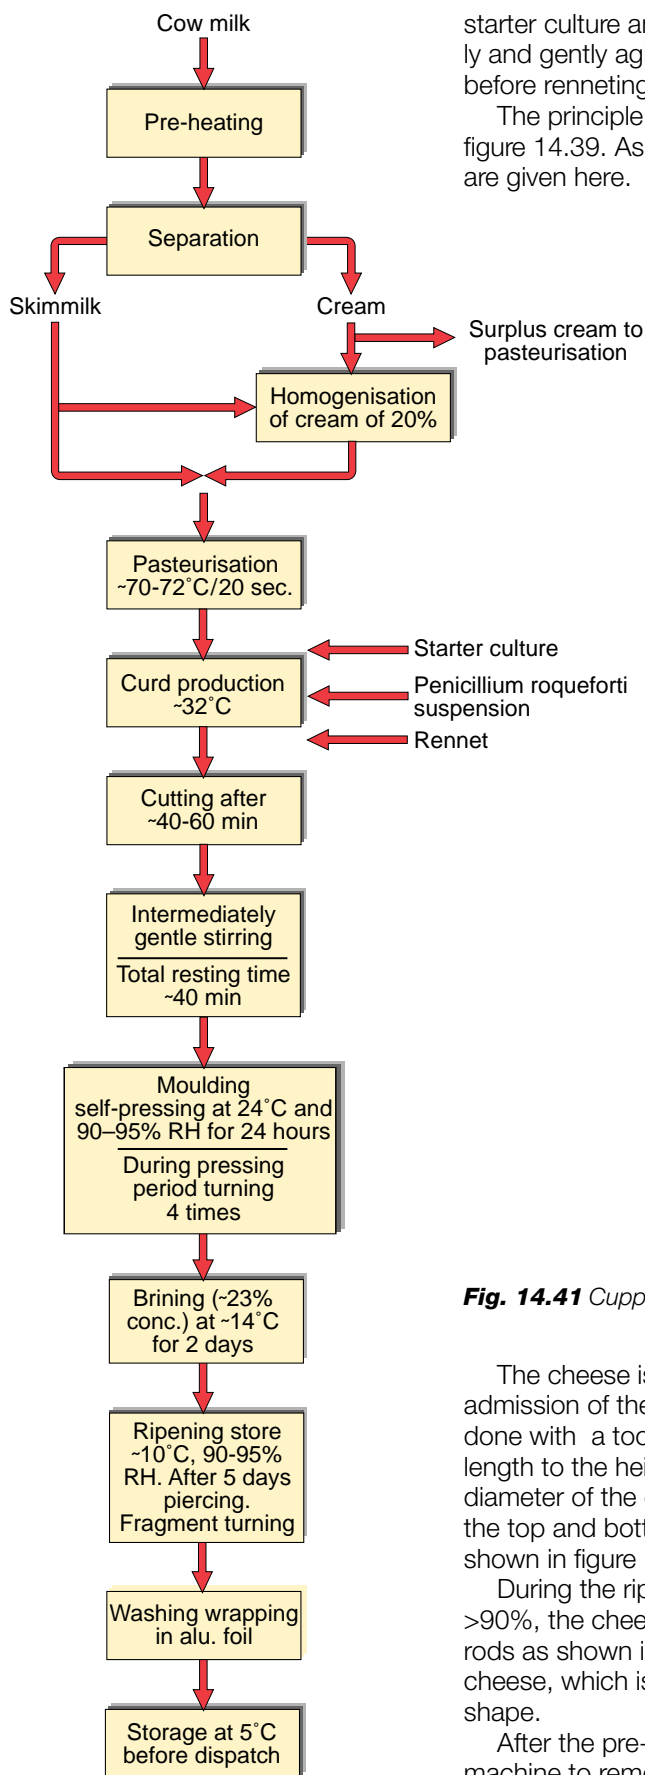 Cow milk
Pre-heating
Separation
Skimmilk
Cream
Surplus cream to
pasteurisation
Homogenisation
of cream of 20%
Pasteurisation
~70-72˚C/20 sec.
Starter culture
Curd production
~32˚C
Penicillium roqueforti
suspension
Rennet
Cutting after
~40-60 min
Intermediately
gentle stirring
Total resting time
~40 min
Moulding
self-pressing at 24˚C and
90–95% RH for 24 hours
During pressing
period turning
4 times
Brining (~23%
conc.) at ~14˚C
for 2 days
Ripening store
~10˚C, 90-95%
RH. After 5 days
piercing.
Fragment turning
Washing wrapping
in alu. foil
Storage at 5˚C
before dispatch
starter culture
ly and gently ag
before renneting
The principle
figure 14.39. As
are given here.
Fig. 14.41 Cupp
The cheese is
admission of the
done with a too
length to the hei
diameter of the
the top and bott
shown in figure
During the rip
>90%, the chee
rods as shown i
cheese, which is
shape.
After the pre-
machine to remo